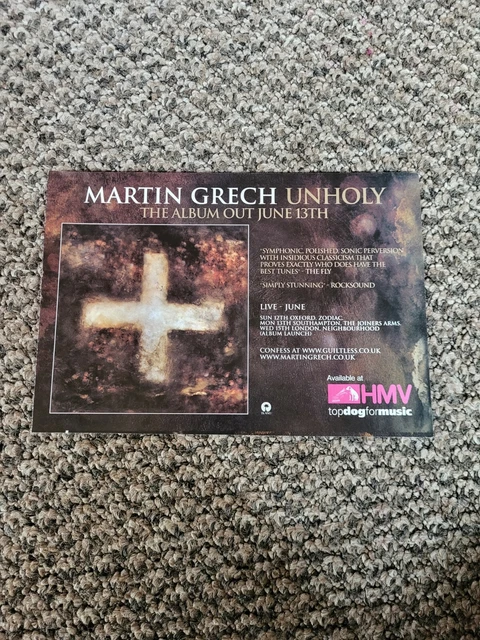 MARTIN GRECH UNHOLY
THE ALBUM OUT JUNE 13TH
"SYMPHONIC, POLISHED, SONIC PERVERSION
WITH INSIDIOUS CLASSICISM THAT
PROVES EXACTLY WHO DOES HAVE THE
BEST TUNES" - THE FLY
"SIMPLY STUNNING" - ROCKSOUND
LIVE - JUNE
SUN 12TH OXFORD, ZODIAC,
MON 13TH SOUTHAMPTON, THE JOINERS ARMS,
WED 15TH LONDON, NEIGHBOURHOOD
(ALBUM LAUNCH)
CONFESS AT WWW.GUILTLESS.CO.UK
WWW.MARTINGRECH.CO.UK
Available at
HMV
topdogformusic